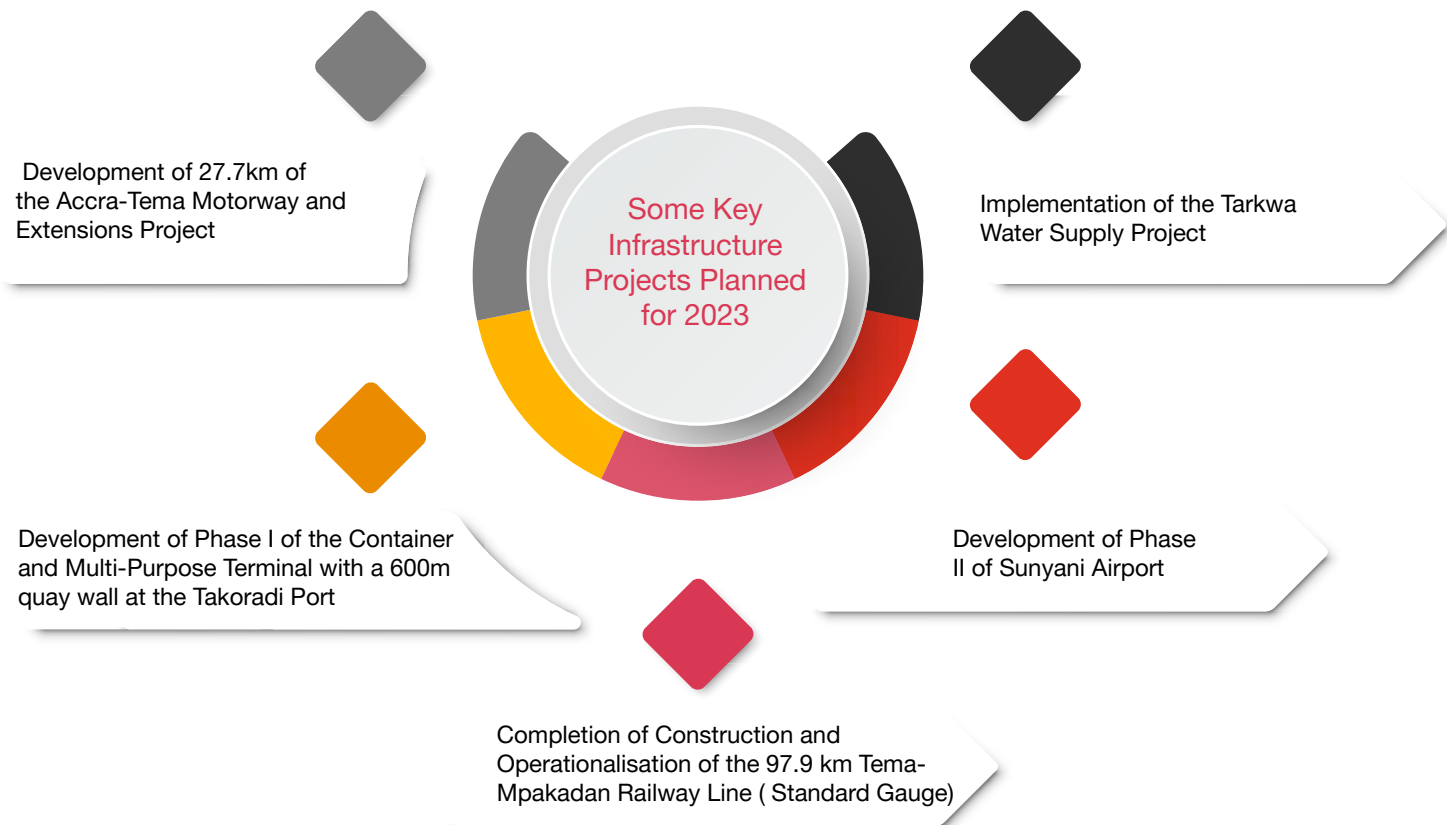 Some Key
Infrastructure
Projects Planned
for 2023
Development of 27.7km of
the Accra-Tema Motorway and
Extensions Project
Implementation of the Tarkwa
Water Supply Project
Development of Phase I of the Container
and Multi-Purpose Terminal with a 600m
quay wall at the Takoradi Port
Development of Phase
II of Sunyani Airport
Completion of Construction and
Operationalisation of the 97.9 km Tema-
Mpakadan Railway Line ( Standard Gauge)